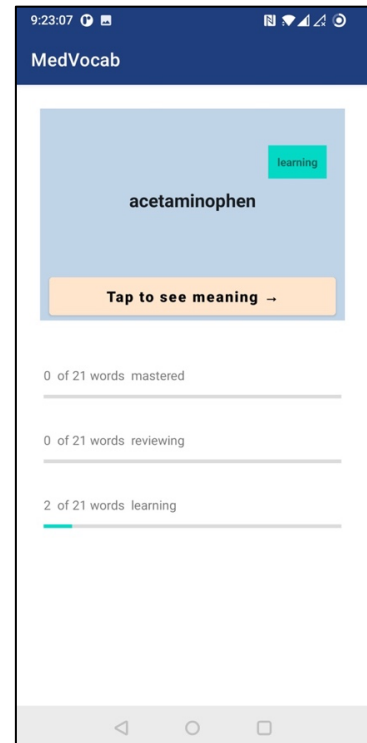 9:23:07
MedVocab
learning
acetaminophen
Tap to see meaning →
0 of 21 words mastered
0 of 21 words reviewing
2 of 21 words learning